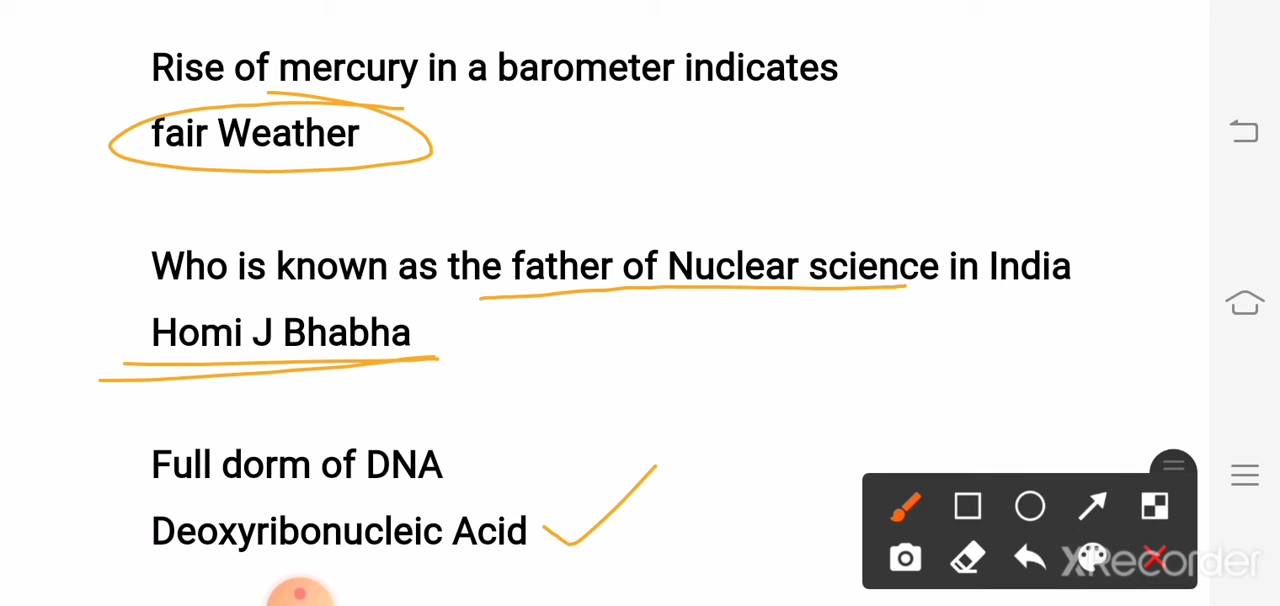 Rise of mercury in a barometer indicates
fair Weather
Who is known as the father of Nuclear science in India
Homi J Bhabha
Full dorm of DNA
Deoxyribonucleic Acid
XRecorder